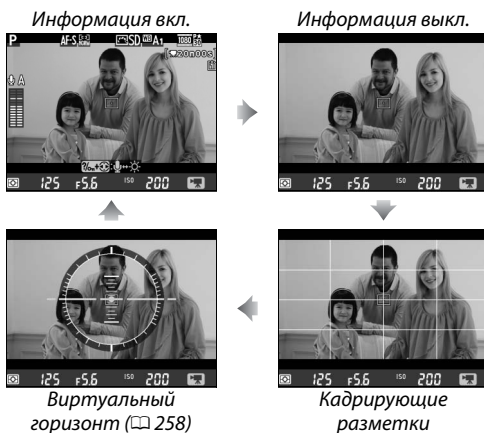 Информация вкл.
Информация выкл.
P AF-S SD WB A1 1080
[20m00s]
A
125 F5.6 ISO 200
125 F5.6 ISO 200
125 F5.6 ISO 200
125 F5.6 ISO 200
Виртуальный
горизонт (258)
Кадрирующие
разметки